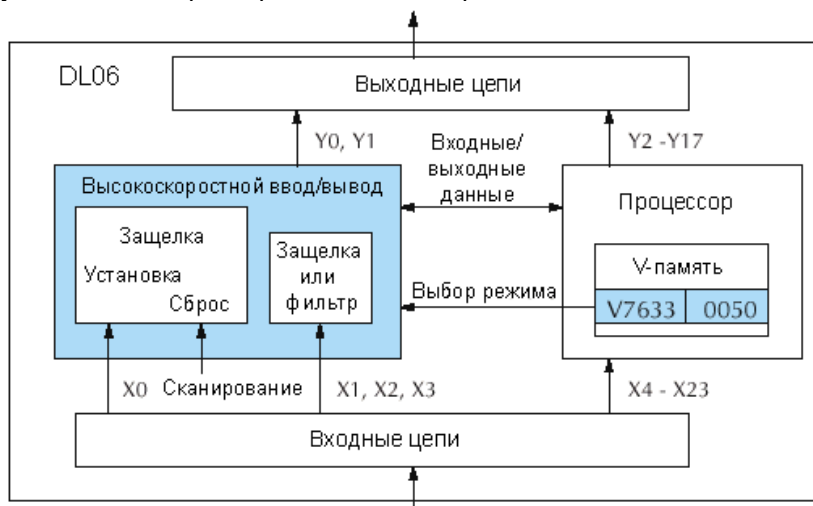 DL06
Выходные цепи
Y0, Y1
Входные/
выходные
данные
Y2 -Y17
Высокоскоростной ввод/вывод
Защелка
Установка
Сброс
Защелка
или
фильтр
Процессор
V-память
V7633 0050
Выбор режима
X0 Сканирование
X1, X2, X3
X4 - X23
Входные цепи